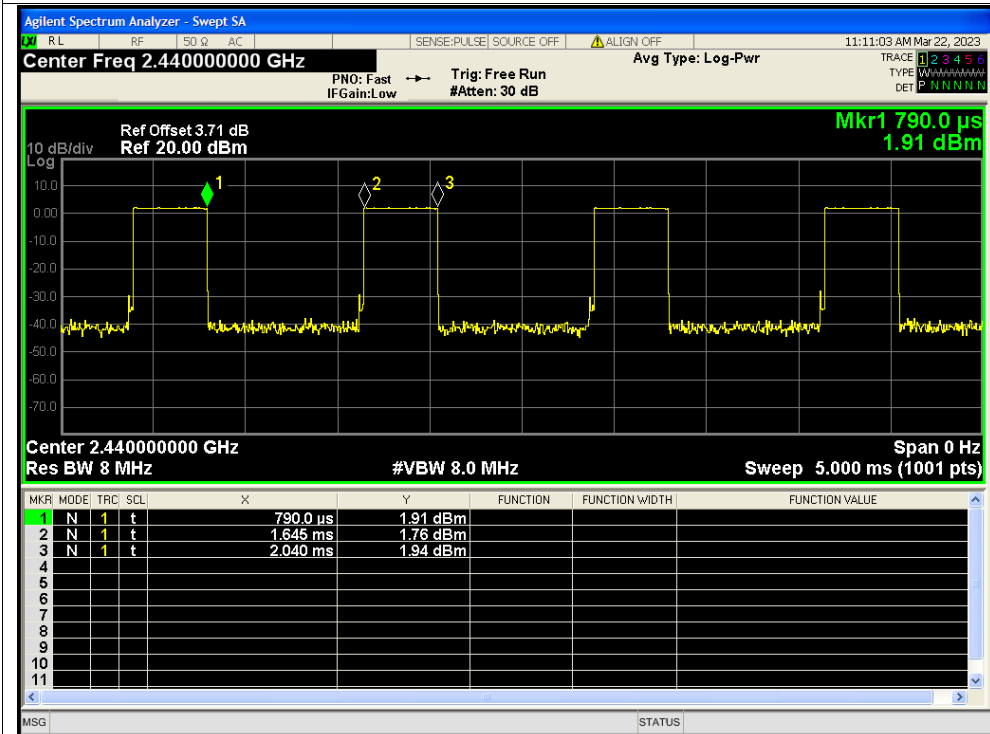 Agilent Spectrum Analyzer - Swept SA
LXI RL RF 50 Ω AC SENSE:PULSE SOURCE OFF ALIGN OFF 11:11:03 AM Mar 22, 2023
Center Freq 2.440000000 GHz Avg Type: Log-Pwr TRACE 1 2 3 4 5 6
PNO: Fast Trig: Free Run TYPE W
IFGain:Low #Atten: 30 dB DET P N N N N N
Mkr1 790.0 µs
1.91 dBm
Ref Offset 3.71 dB
10 dB/div Ref 20.00 dBm
Log
1 2 3
10.0
0.00
-10.0
-20.0
-30.0
-40.0
-50.0
-60.0
-70.0
Center 2.440000000 GHz Span 0 Hz
Res BW 8 MHz #VBW 8.0 MHz Sweep 5.000 ms (1001 pts)
MKR MODE TRC SCL X Y FUNCTION FUNCTION WIDTH FUNCTION VALUE
1 N 1 t 790.0 µs 1.91 dBm
2 N 1 t 1.645 ms 1.76 dBm
3 N 1 t 2.040 ms 1.94 dBm
4
5
6
7
8
9
10
11
MSG STATUS